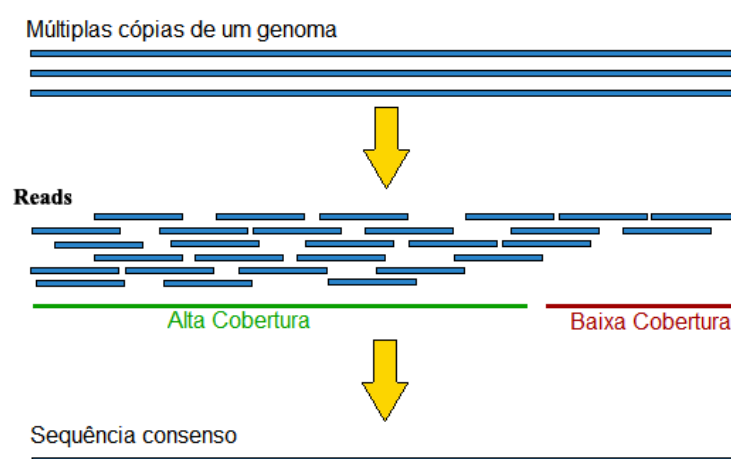 Múltiplas cópias de um genoma
Reads
Alta Cobertura
Baixa Cobertura
Sequência consenso